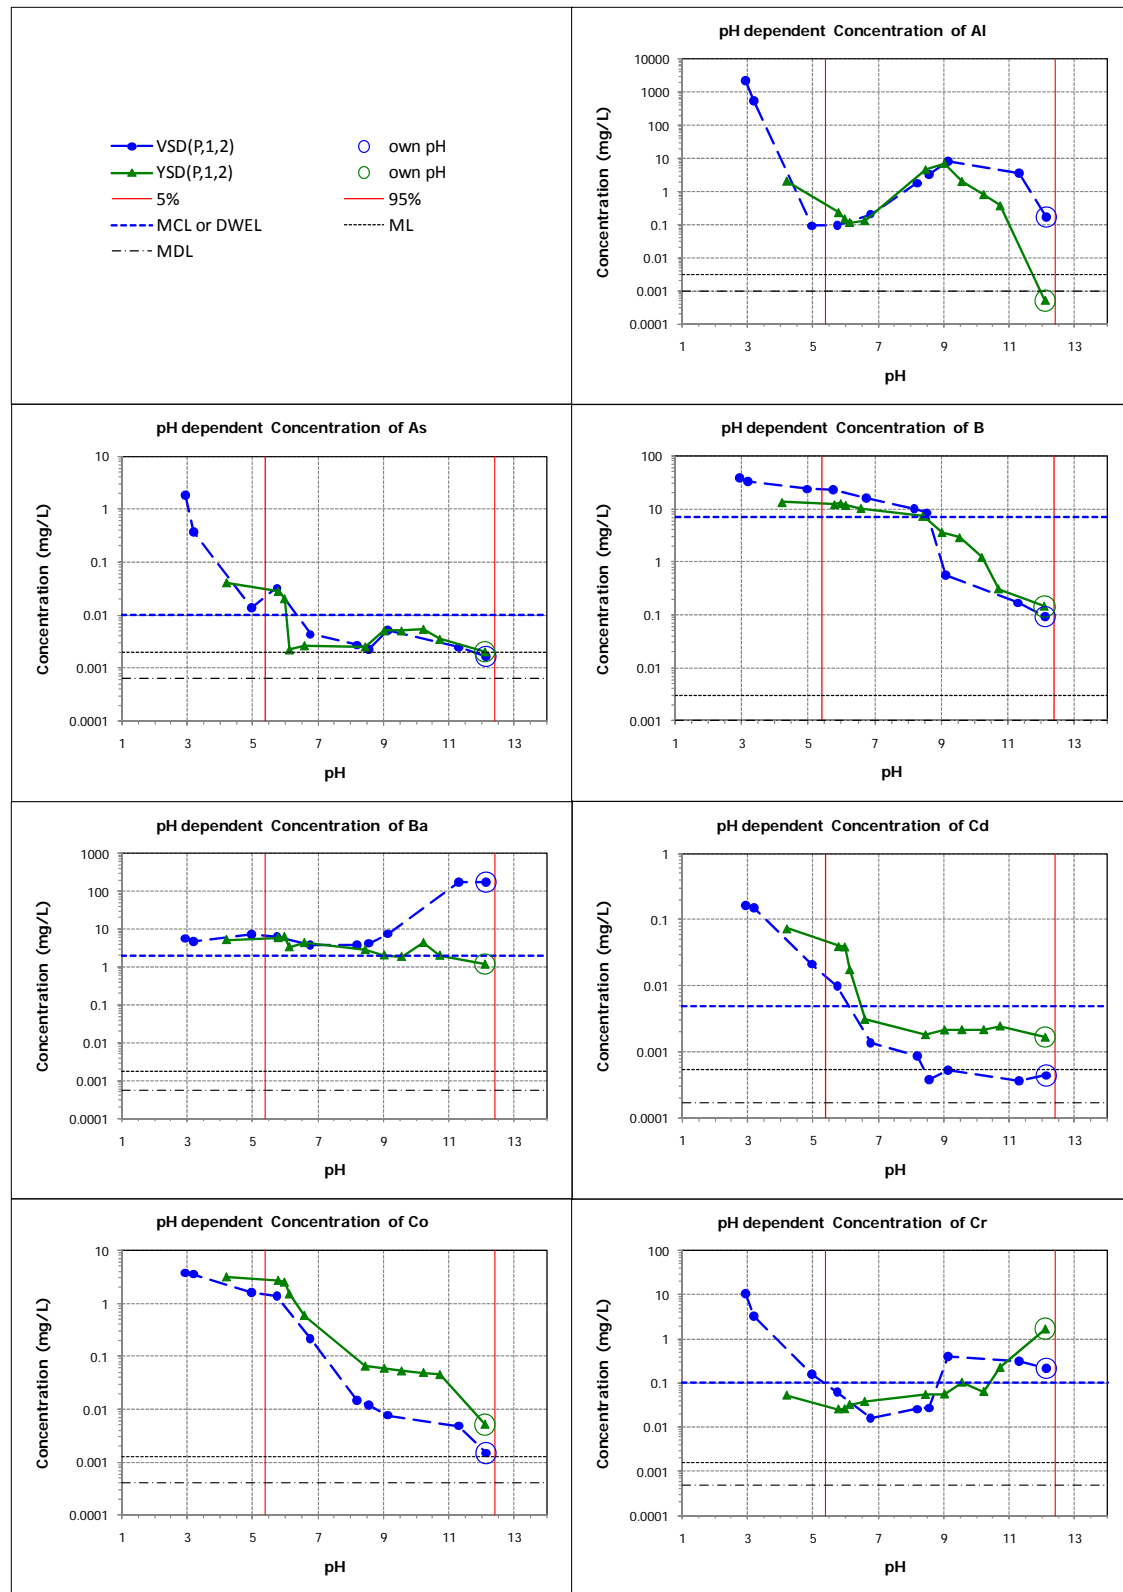 VSD(P,1,2) own pH
YSD(P,1,2) own pH
5% 95%
MCL or DWEL ML
MDL
pH dependent Concentration of Al
Concentration (mg/L)
10000
1000
100
10
1
0.1
0.01
0.001
0.0001
1 3 5 7 9 11 13
pH
pH dependent Concentration of As
Concentration (mg/L)
10
1
0.1
0.01
0.001
0.0001
1 3 5 7 9 11 13
pH
pH dependent Concentration of B
Concentration (mg/L)
100
10
1
0.1
0.01
0.001
1 3 5 7 9 11 13
pH
pH dependent Concentration of Ba
Concentration (mg/L)
1000
100
10
1
0.1
0.01
0.001
0.0001
1 3 5 7 9 11 13
pH
pH dependent Concentration of Cd
Concentration (mg/L)
1
0.1
0.01
0.001
0.0001
1 3 5 7 9 11 13
pH
pH dependent Concentration of Co
Concentration (mg/L)
10
1
0.1
0.01
0.001
0.0001
1 3 5 7 9 11 13
pH
pH dependent Concentration of Cr
Concentration (mg/L)
100
10
1
0.1
0.01
0.001
0.0001
1 3 5 7 9 11 13
pH